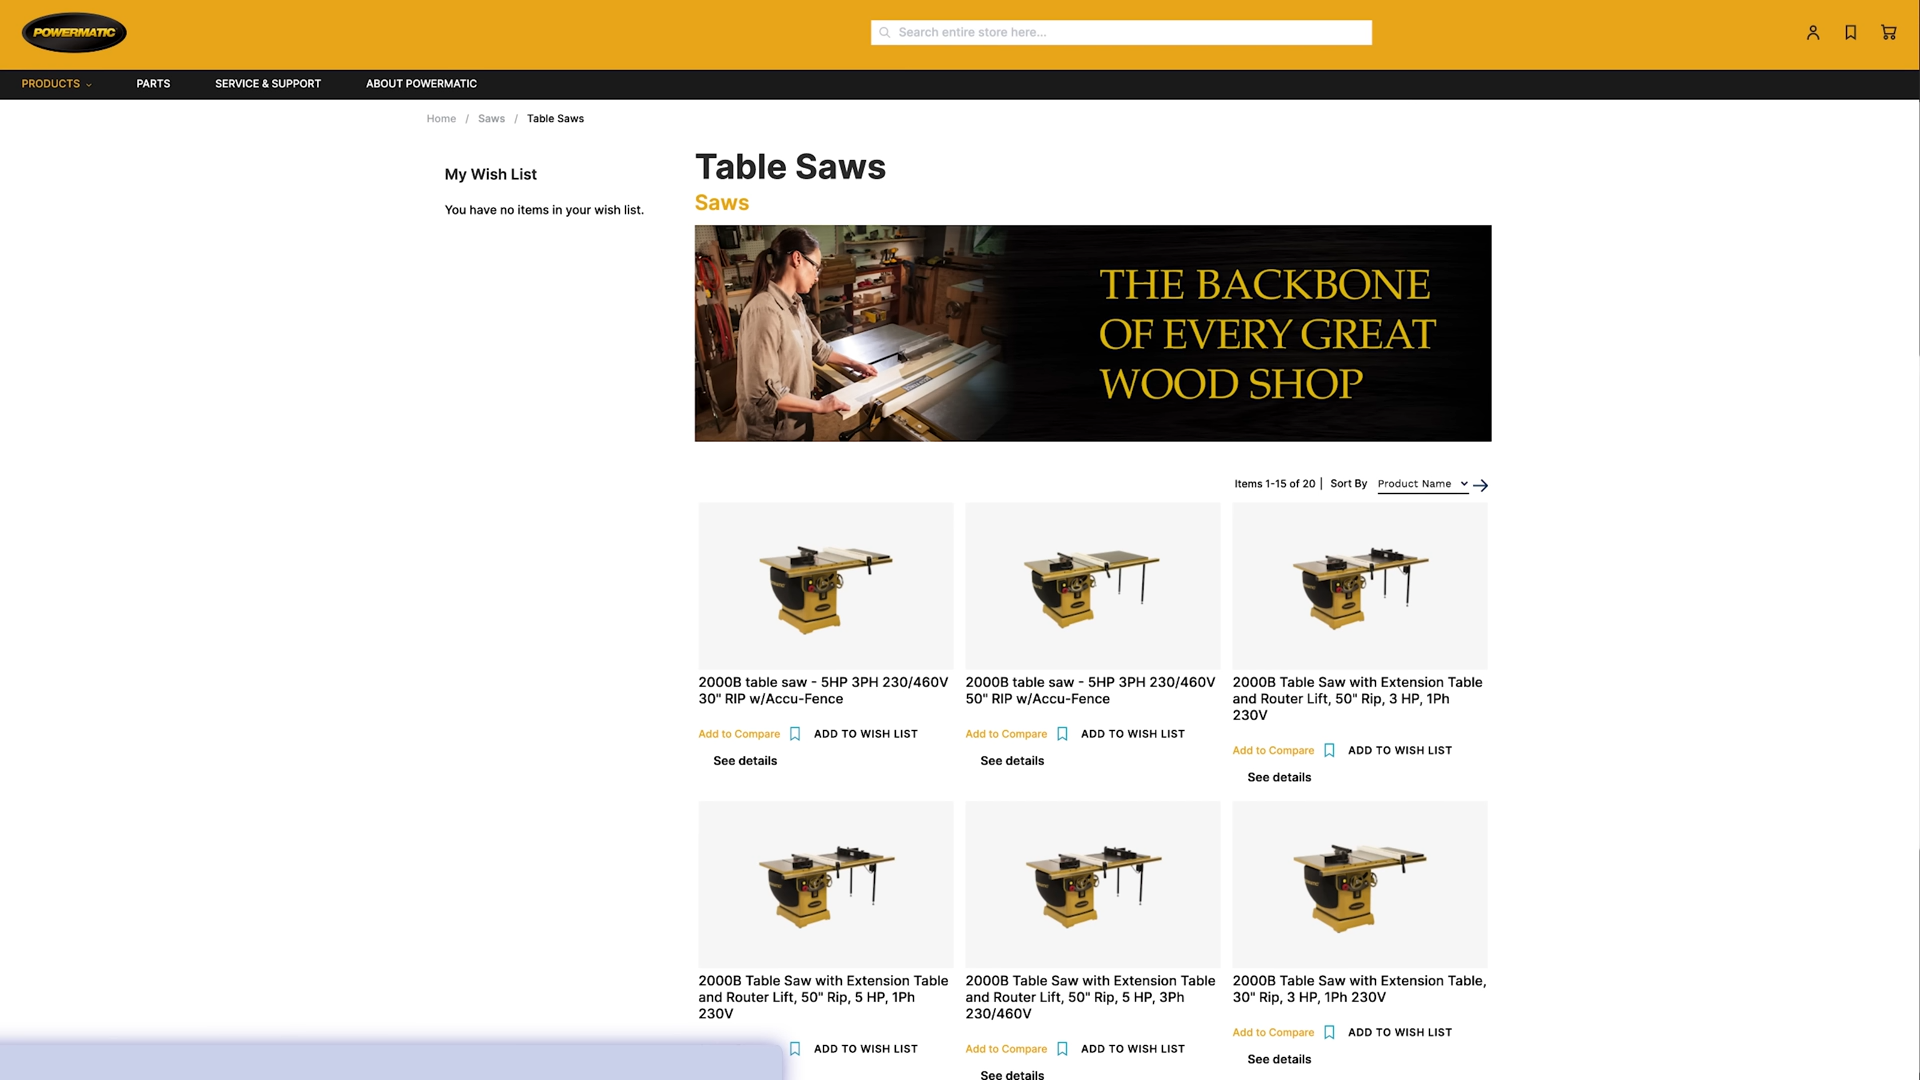 POWERMATIC
Search entire store here...
PRODUCTS
PARTS
SERVICE & SUPPORT
ABOUT POWERMATIC
Home / Saws / Table Saws
My Wish List
You have no items in your wish list.
Table Saws
Saws
THE BACKBONE
OF EVERY GREAT
WOOD SHOP
Items 1-15 of 20 | Sort By Product Name
2000B table saw - 5HP 3PH 230/460V
30" RIP w/Accu-Fence
Add to Compare ADD TO WISH LIST
See details
2000B table saw - 5HP 3PH 230/460V
50" RIP w/Accu-Fence
Add to Compare ADD TO WISH LIST
See details
2000B Table Saw with Extension Table
and Router Lift, 50" Rip, 3 HP, 1Ph
230V
Add to Compare ADD TO WISH LIST
See details
2000B Table Saw with Extension Table
and Router Lift, 50" Rip, 5 HP, 1Ph
230V
ADD TO WISH LIST
2000B Table Saw with Extension Table
and Router Lift, 50" Rip, 5 HP, 3Ph
230/460V
Add to Compare ADD TO WISH LIST
See details
2000B Table Saw with Extension Table,
30" Rip, 3 HP, 1Ph 230V
Add to Compare ADD TO WISH LIST
See details